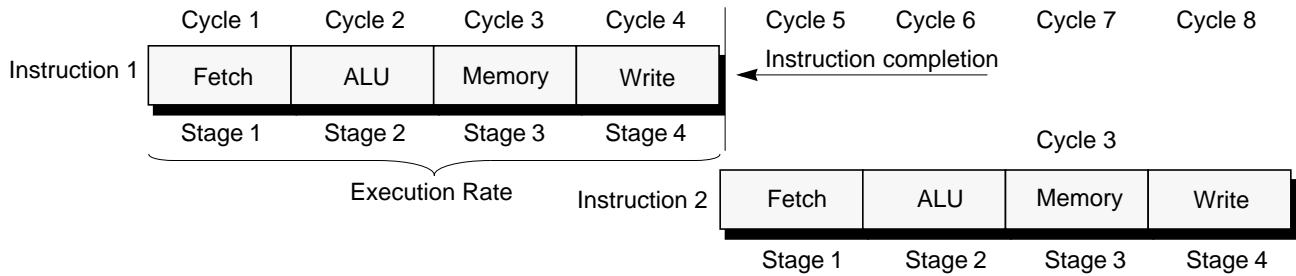 Cycle 1 Cycle 2 Cycle 3 Cycle 4 Cycle 5 Cycle 6 Cycle 7 Cycle 8
Instruction 1 Fetch ALU Memory Write Instruction completion
Stage 1 Stage 2 Stage 3 Stage 4
Cycle 3
Execution Rate
Instruction 2 Fetch ALU Memory Write
Stage 1 Stage 2 Stage 3 Stage 4